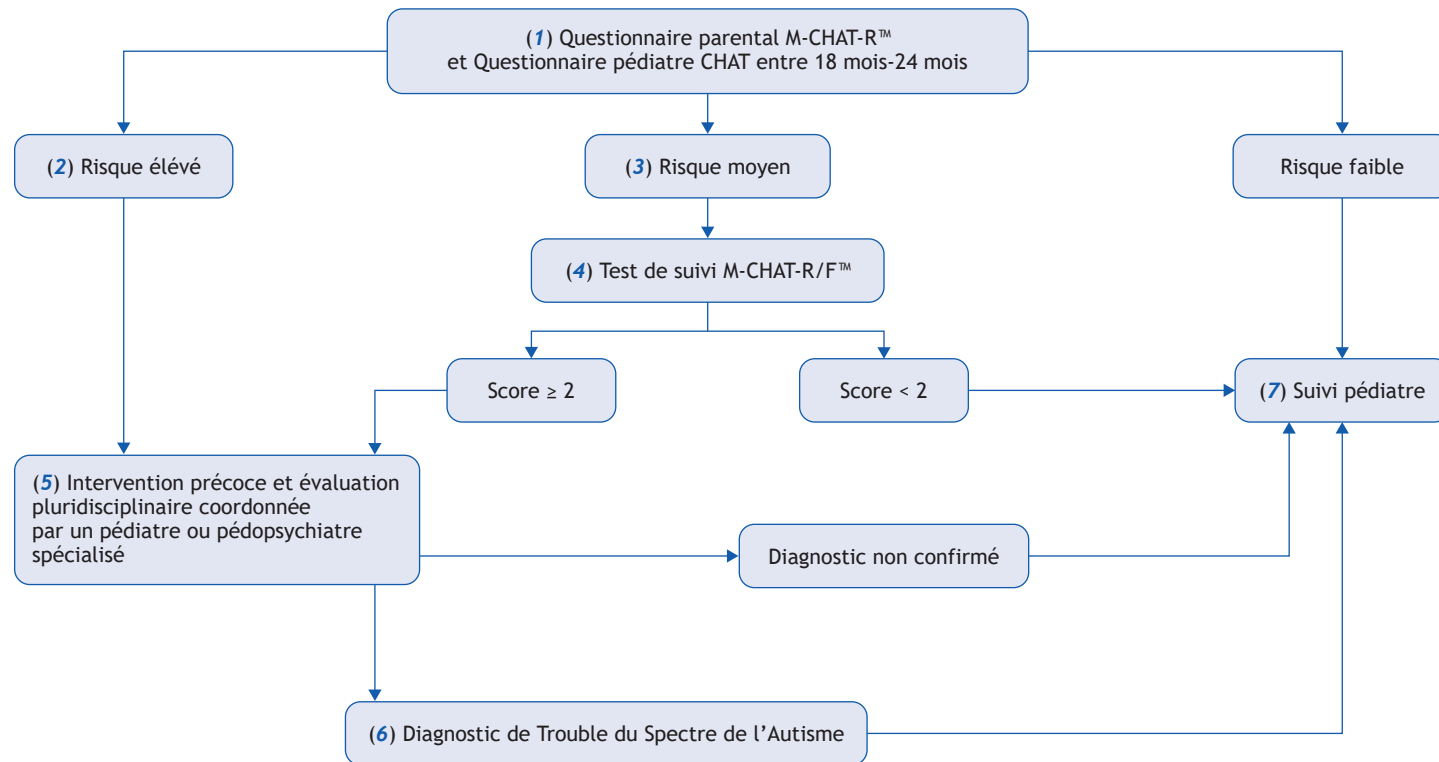 (1) Questionnaire parental M-CHAT-R™
et Questionnaire pédiatre CHAT entre 18 mois-24 mois
(2) Risque élévé
(3) Risque moyen
Risque faible
(4) Test de suivi M-CHAT-R/F™
Score ≥ 2
Score < 2
(7) Suivi pédiatre
(5) Intervention précoce et évaluation
pluridisciplinaire coordonnée
par un pédiatre ou pédopsychiatre
spécialisé
Diagnostic non confirmé
(6) Diagnostic de Trouble du Spectre de l’Autisme